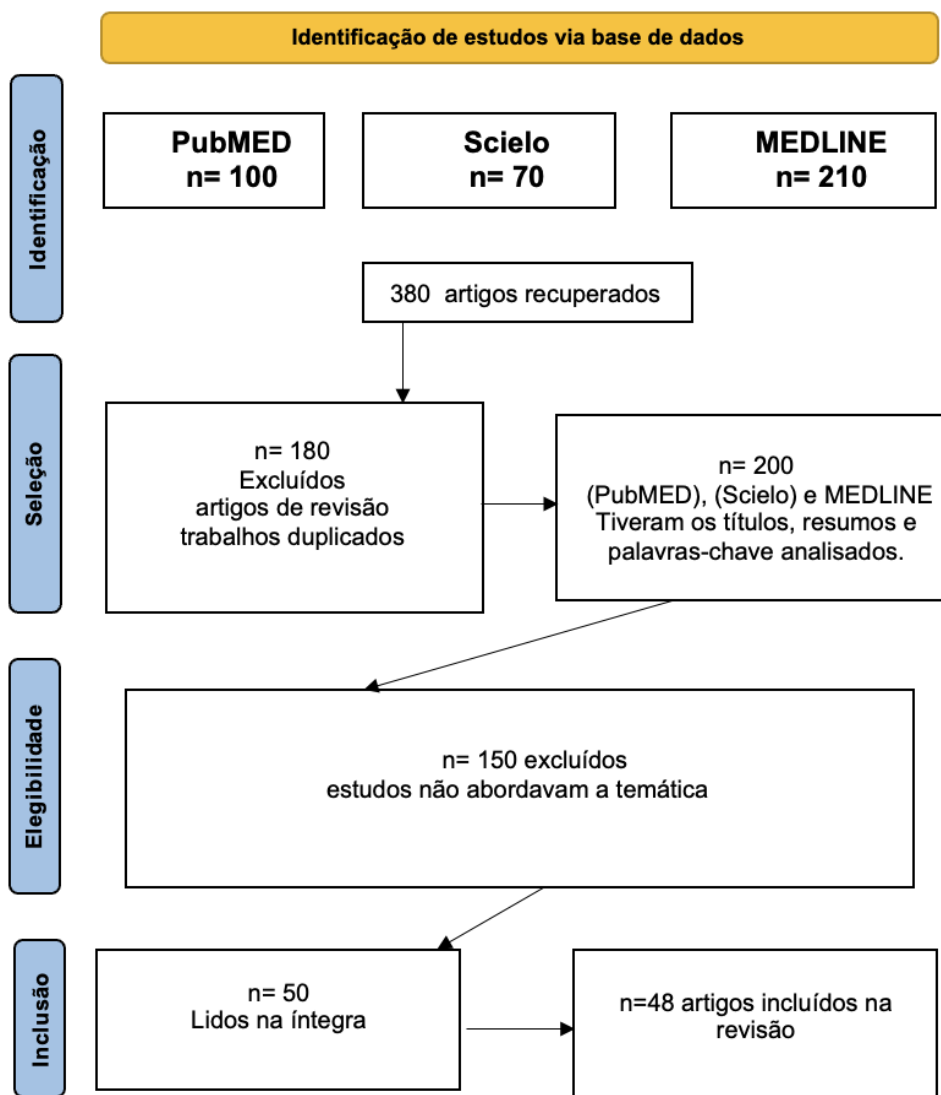 Identificação de estudos via base de dados
Identificação
PubMED
n= 100
Scielo
n= 70
MEDLINE
n= 210
380 artigos recuperados
Seleção
n= 180
Excluídos
artigos de revisão
trabalhos duplicados
n= 200
(PubMED), (Scielo) e MEDLINE
Tiveram os títulos, resumos e
palavras-chave analisados.
Elegibilidade
n= 150 excluídos
estudos não abordavam a temática
Inclusão
n= 50
Lidos na íntegra
n=48 artigos incluídos na
revisão